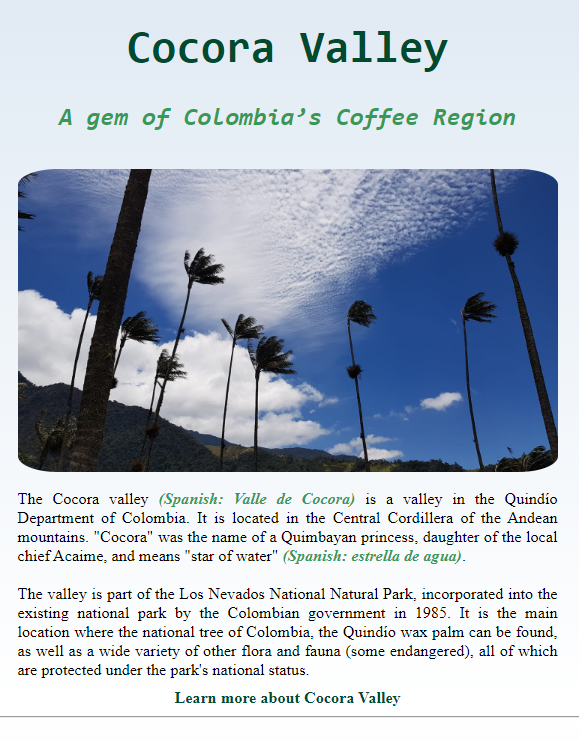 Cocora Valley
A gem of Colombia’s Coffee Region
The Cocora valley (Spanish: Valle de Cocora) is a valley in the Quindío
Department of Colombia. It is located in the Central Cordillera of the Andean
mountains. "Cocora" was the name of a Quimbayan princess, daughter of the local
chief Acaime, and means "star of water" (Spanish: estrella de agua).
The valley is part of the Los Nevados National Natural Park, incorporated into the
existing national park by the Colombian government in 1985. It is the main
location where the national tree of Colombia, the Quindío wax palm can be found,
as well as a wide variety of other flora and fauna (some endangered), all of which
are protected under the park's national status.
Learn more about Cocora Valley